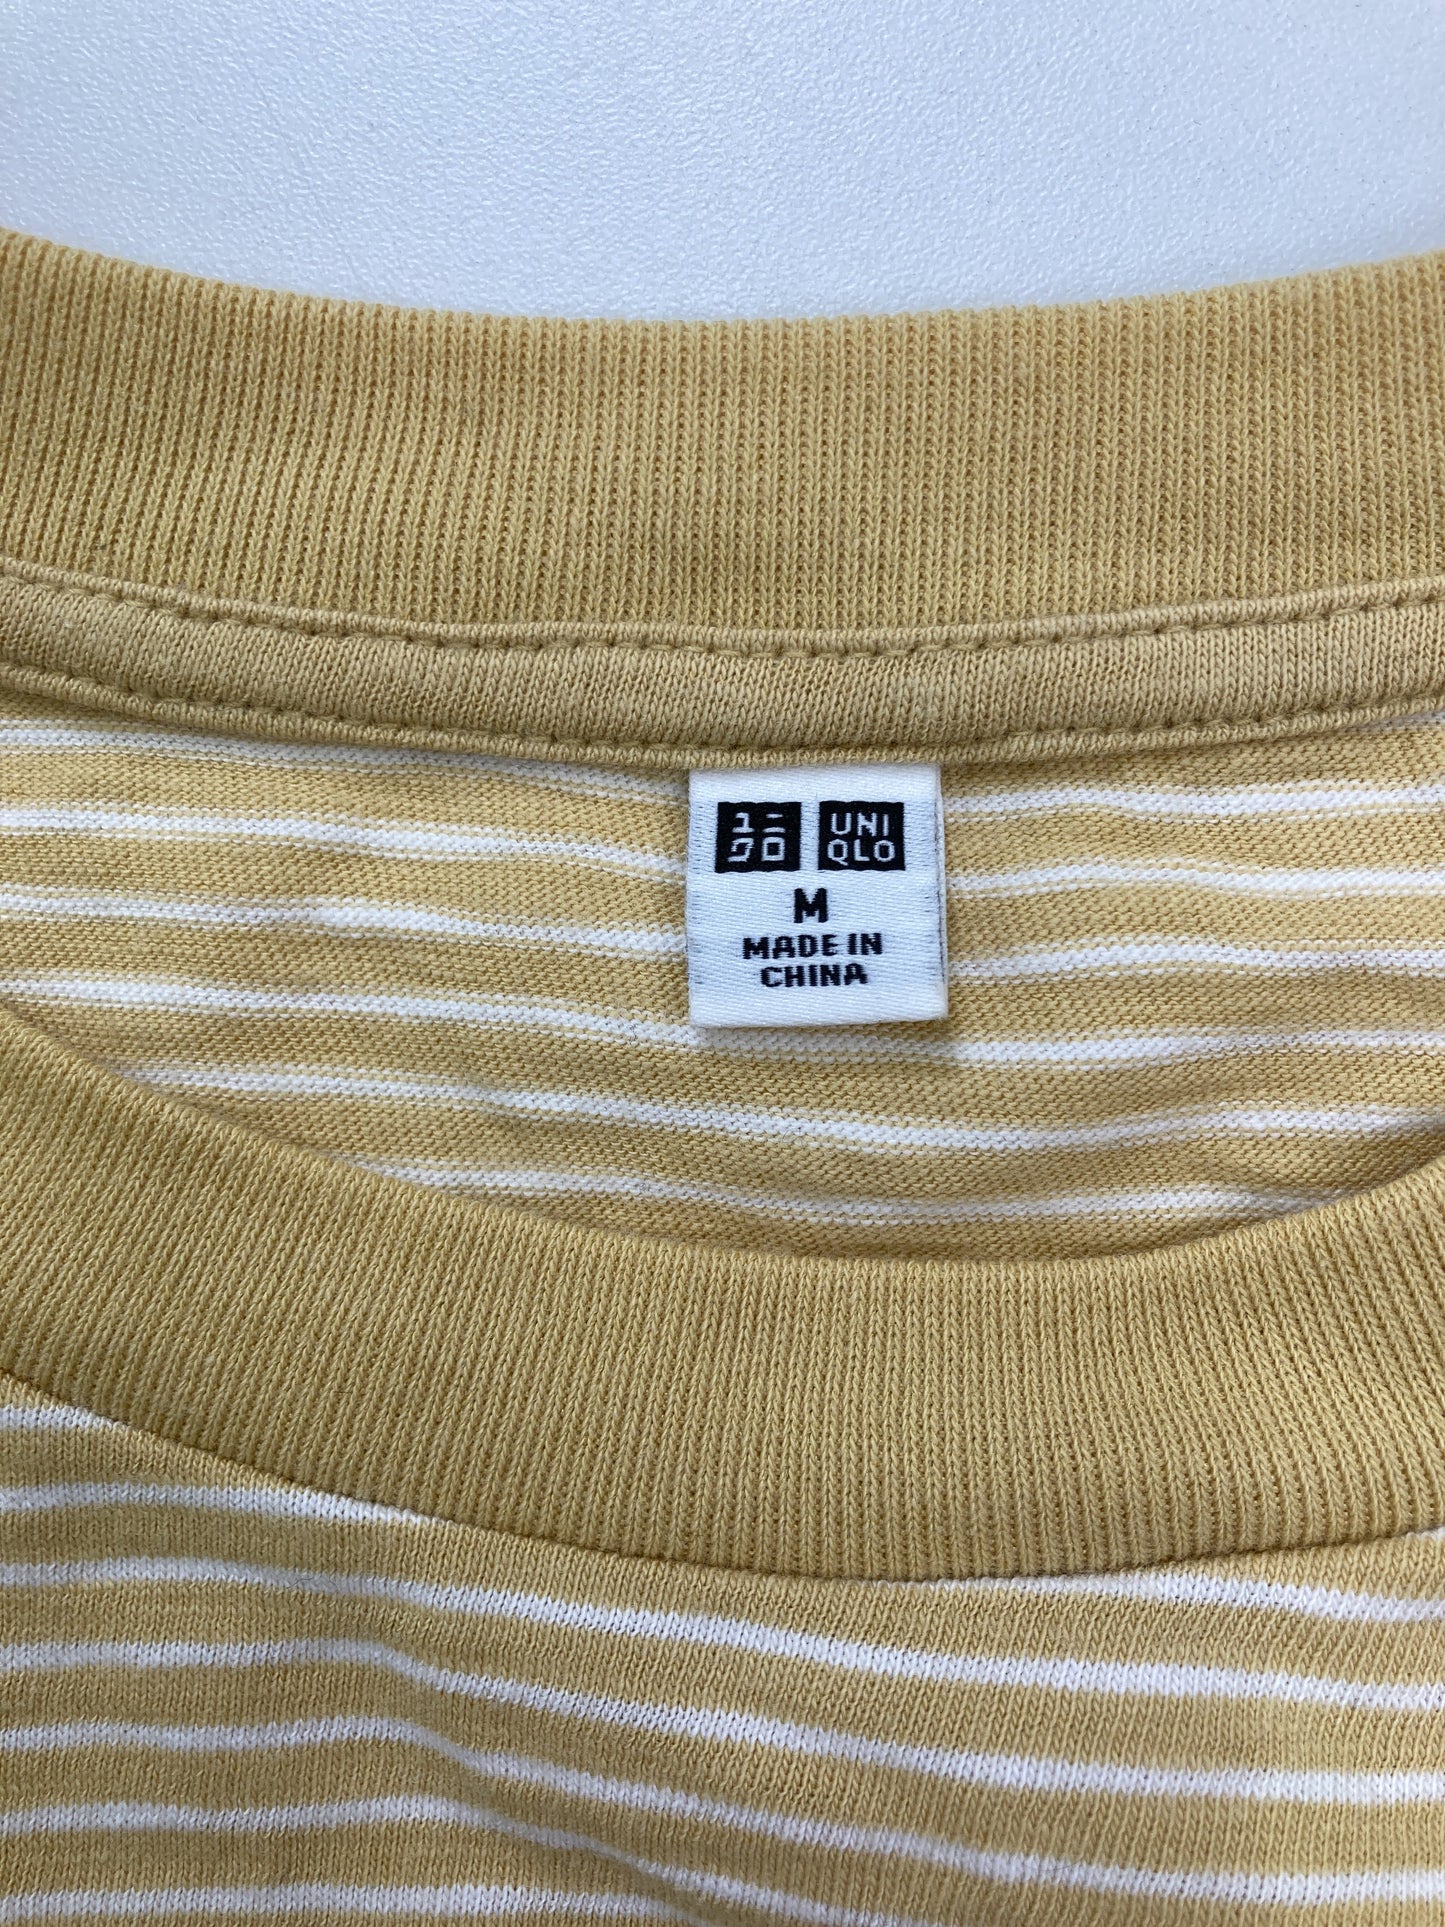 ユニ UNI
クロ QLO
M
MADE IN
CHINA